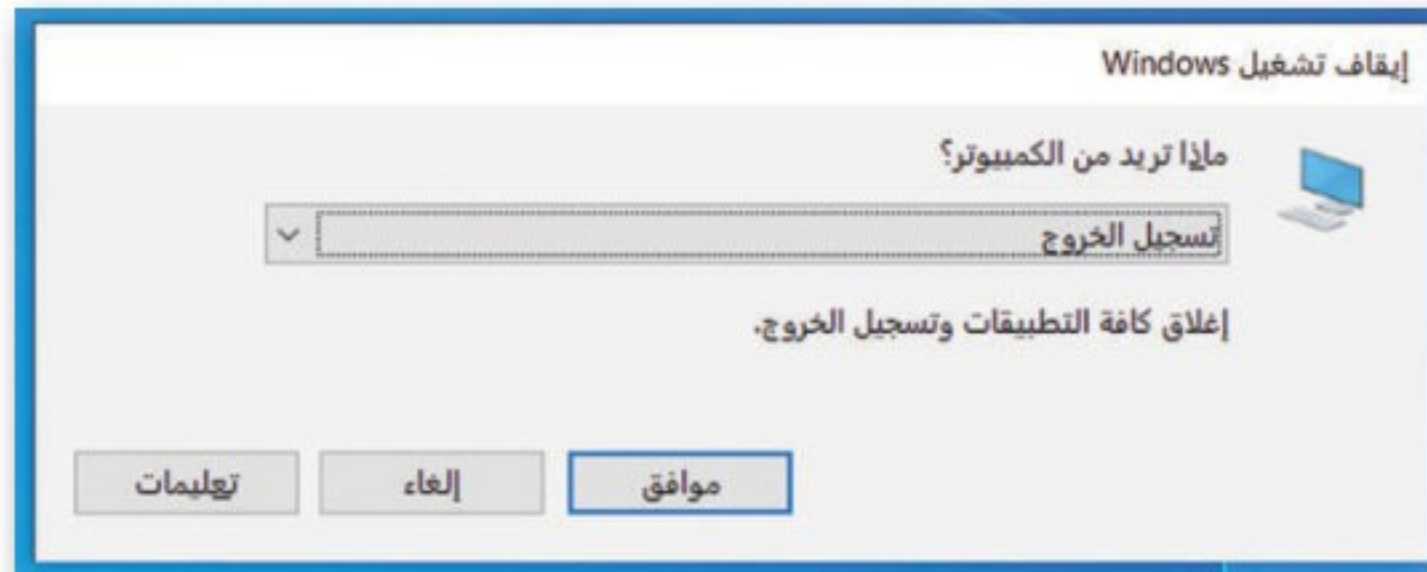 إيقاف تشغيل Windows
ماذا تريد من الكمبيوتر؟
تسجيل الخروج
إغلاق كافة التطبيقات وتسجيل الخروج.
موافق
إلغاء
تعليمات